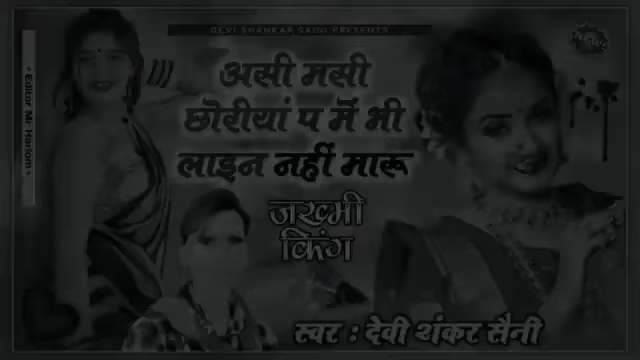 DEVI SHANKAR SAINI PRESENTS
* Editor Mr Hariom *
असी मसी
छोरीयां प में भी
लाइन नहीं मारू
जख्मी
किंग
स्वर : देवी शंकर सैनी